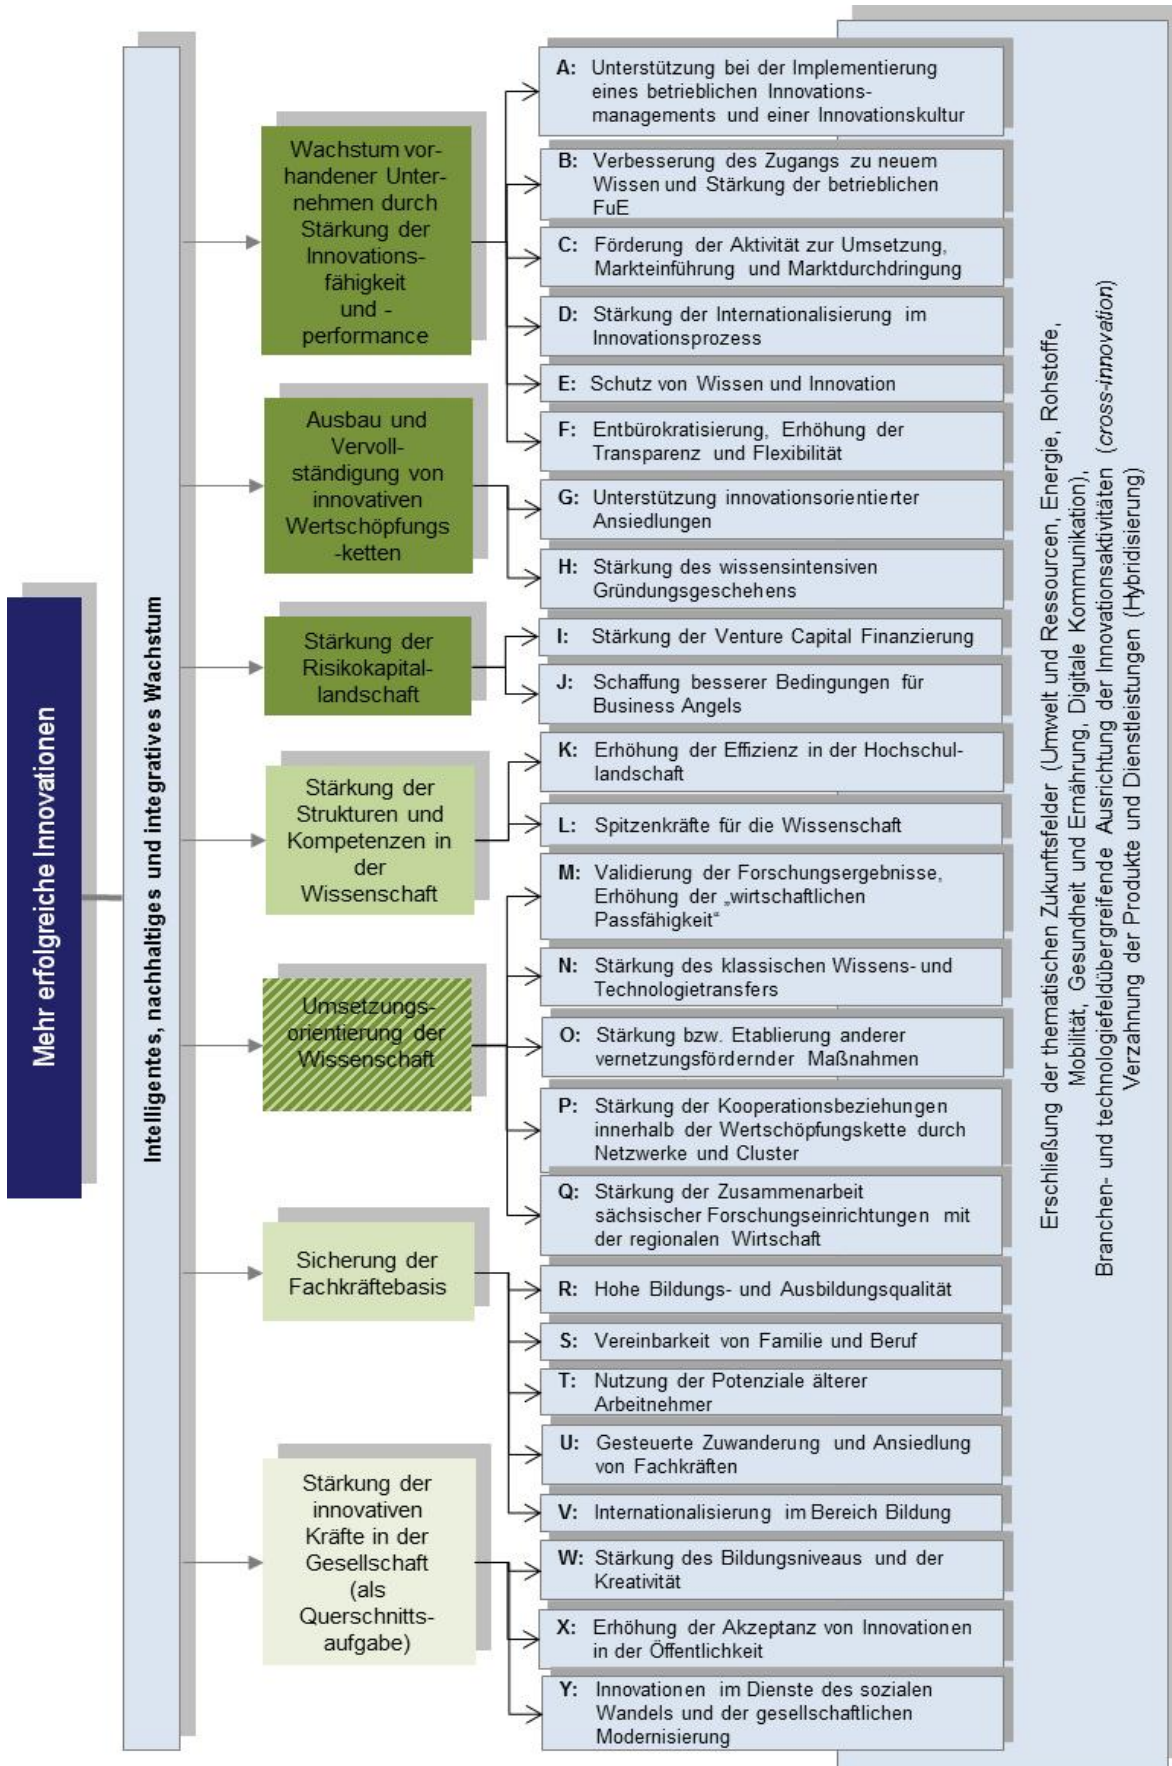 Mehr erfolgreiche Innovationen
Intelligentes, nachhaltiges und integratives Wachstum
Wachstum vor-
handener Unter-
nehmen durch
Stärkung der
Innovations-
fähigkeit
und -
performance
A: Unterstützung bei der Implementierung
eines betrieblichen Innovations-
managements und einer Innovationskultur
B: Verbesserung des Zugangs zu neuem
Wissen und Stärkung der betrieblichen
FuE
C: Förderung der Aktivität zur Umsetzung,
Markteinführung und Marktdurchdringung
D: Stärkung der Internationalisierung im
Innovationsprozess
E: Schutz von Wissen und Innovation
F: Entbürokratisierung, Erhöhung der
Transparenz und Flexibilität
Ausbau und
Vervoll-
ständigung von
innovativen
Wertschöpfungs
-ketten
G: Unterstützung innovationsorientierter
Ansiedlungen
H: Stärkung des wissensintensiven
Gründungsgeschehens
Stärkung der
Risikokapital-
landschaft
I: Stärkung der Venture Capital Finanzierung
J: Schaffung besserer Bedingungen für
Business Angels
Stärkung der
Strukturen und
Kompetenzen in
der
Wissenschaft
K: Erhöhung der Effizienz in der Hochschul-
landschaft
L: Spitzenkräfte für die Wissenschaft
Umsetzungs-
orientierung der
Wissenschaft
M: Validierung der Forschungsergebnisse,
Erhöhung der „wirtschaftlichen
Passfähigkeit“
N: Stärkung des klassischen Wissens- und
Technologietransfers
O: Stärkung bzw. Etablierung anderer
vernetzungsfördernder Maßnahmen
P: Stärkung der Kooperationsbeziehungen
innerhalb der Wertschöpfungskette durch
Netzwerke und Cluster
Q: Stärkung der Zusammenarbeit
sächsischer Forschungseinrichtungen mit
der regionalen Wirtschaft
Sicherung der
Fachkräftebasis
R: Hohe Bildungs- und Ausbildungsqualität
S: Vereinbarkeit von Familie und Beruf
T: Nutzung der Potenziale älterer
Arbeitnehmer
U: Gesteuerte Zuwanderung und Ansiedlung
von Fachkräften
V: Internationalisierung im Bereich Bildung
Stärkung der
innovativen
Kräfte in der
Gesellschaft
(als
Querschnitts-
aufgabe)
W: Stärkung des Bildungsniveaus und der
Kreativität
X: Erhöhung der Akzeptanz von Innovationen
in der Öffentlichkeit
Y: Innovationen im Dienste des sozialen
Wandels und der gesellschaftlichen
Modernisierung
Erschließung der thematischen Zukunftsfelder (Umwelt und Ressourcen, Energie, Rohstoffe,
Mobilität, Gesundheit und Ernährung, Digitale Kommunikation),
Branchen- und technologiefeldübergreifende Ausrichtung der Innovationsaktivitäten (cross-innovation)
Verzahnung der Produkte und Dienstleistungen (Hybridisierung)